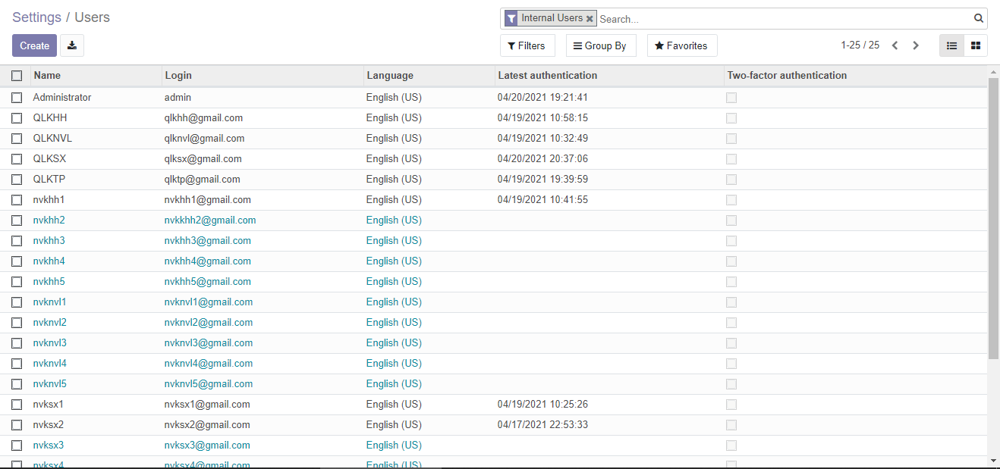 Settings / Users
Internal Users Search...
Create
Filters Group By Favorites 1-25 / 25
Name Login Language Latest authentication Two-factor authentication
Administrator admin English (US) 04/20/2021 19:21:41
QLKHH qlkhh@gmail.com English (US) 04/19/2021 10:58:15
QLKNVL qlknvl@gmail.com English (US) 04/19/2021 10:32:49
QLKSX qlksx@gmail.com English (US) 04/20/2021 20:37:06
QLKTP qlktp@gmail.com English (US) 04/19/2021 19:39:59
nvkhh1 nvkhh1@gmail.com English (US) 04/19/2021 10:41:55
nvkhh2 nvkkhh2@gmail.com English (US)
nvkhh3 nvkhh3@gmail.com English (US)
nvkhh4 nvkhh4@gmail.com English (US)
nvkhh5 nvkhh5@gmail.com English (US)
nvknvl1 nvknvl1@gmail.com English (US)
nvknvl2 nvknvl2@gmail.com English (US)
nvknvl3 nvknvl3@gmail.com English (US)
nvknvl4 nvknvl4@gmail.com English (US)
nvknvl5 nvknvl5@gmail.com English (US)
nvksx1 nvksx1@gmail.com English (US) 04/19/2021 10:25:26
nvksx2 nvksx2@gmail.com English (US) 04/17/2021 22:53:33
nvksx3 nvksx3@gmail.com English (US)
nvksx4 nvksx4@gmail.com English (US)